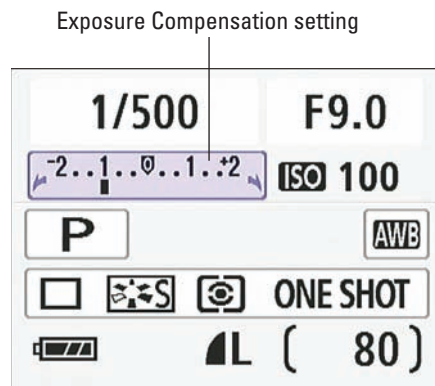 Exposure Compensation setting
1/500 F9.0
-2..1..0..1..+2 ISO 100
P AWB
S ONE SHOT
L ( 80 )